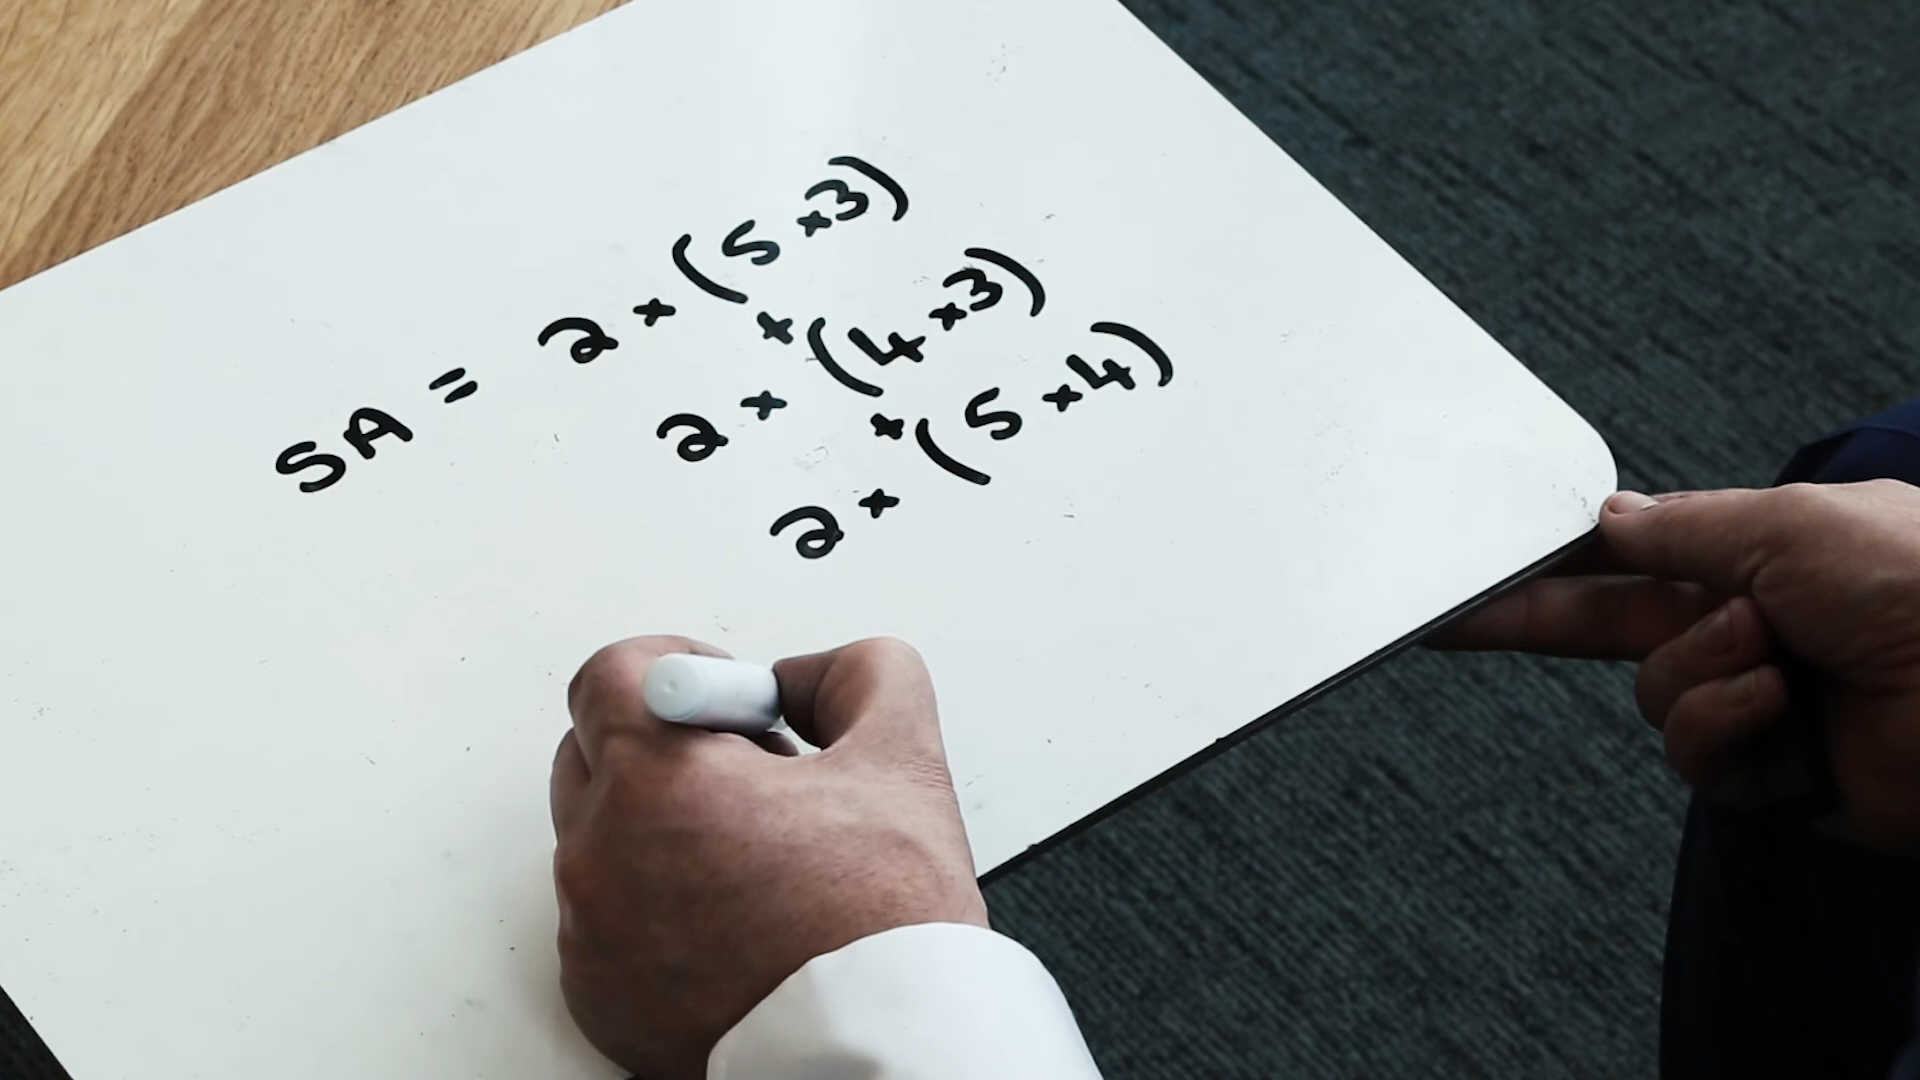 SA = 2 × (5 × 3)
+
2 × (4 × 3)
+
2 × (5 × 4)